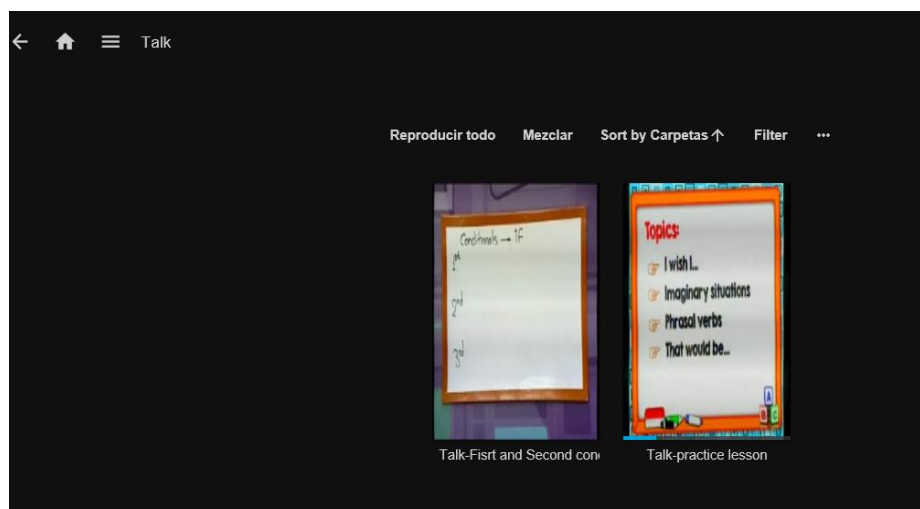 Talk
Reproducir todo Mezclar Sort by Carpetas Filter
Conditionals → if
1st
2nd
3rd
Topics:
I wish I...
Imaginary situations
Phrasal verbs
That would be...
A
B C
Talk-Fisrt and Second con
Talk-practice lesson